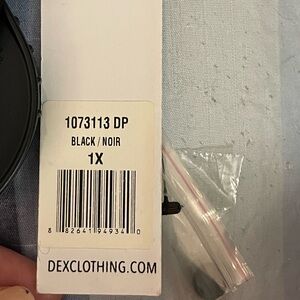 1073113 DP
BLACK / NOIR
1X
8 82641 94934 0
DEXCLOTHING.COM